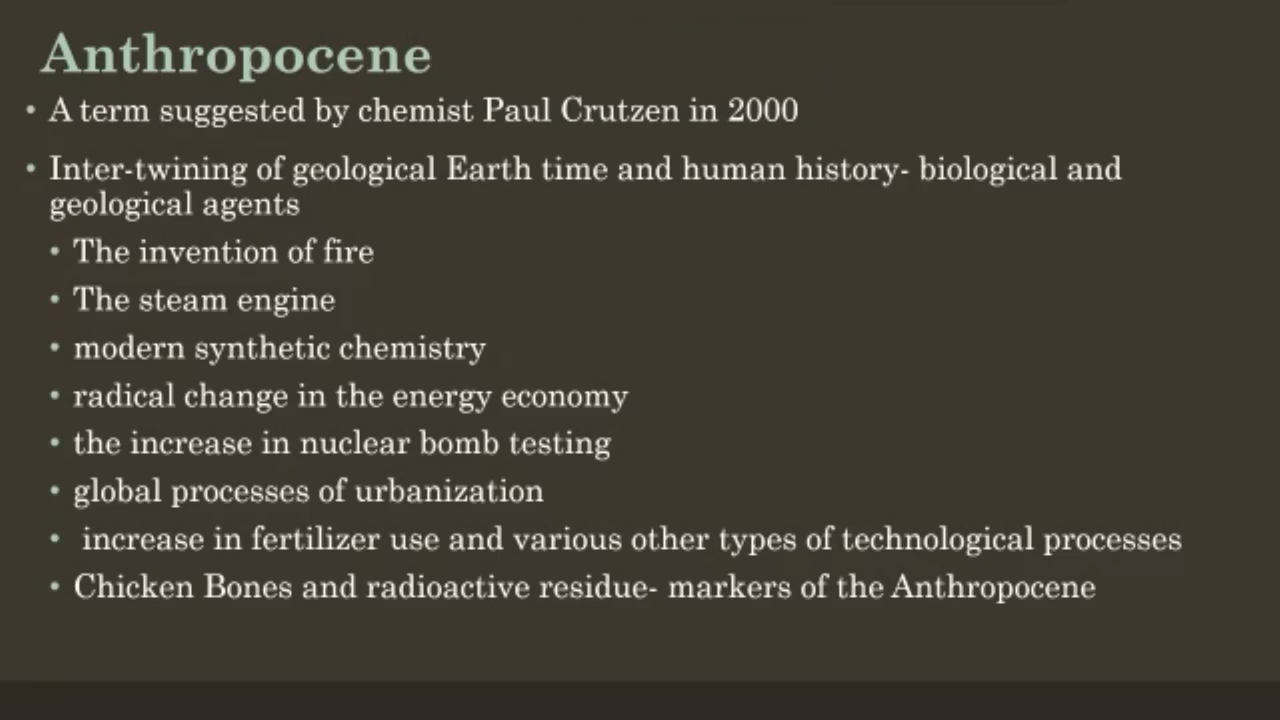 Anthropocene
• A term suggested by chemist Paul Crutzen in 2000
• Inter-twining of geological Earth time and human history- biological and
geological agents
• The invention of fire
• The steam engine
• modern synthetic chemistry
• radical change in the energy economy
• the increase in nuclear bomb testing
• global processes of urbanization
• increase in fertilizer use and various other types of technological processes
• Chicken Bones and radioactive residue- markers of the Anthropocene